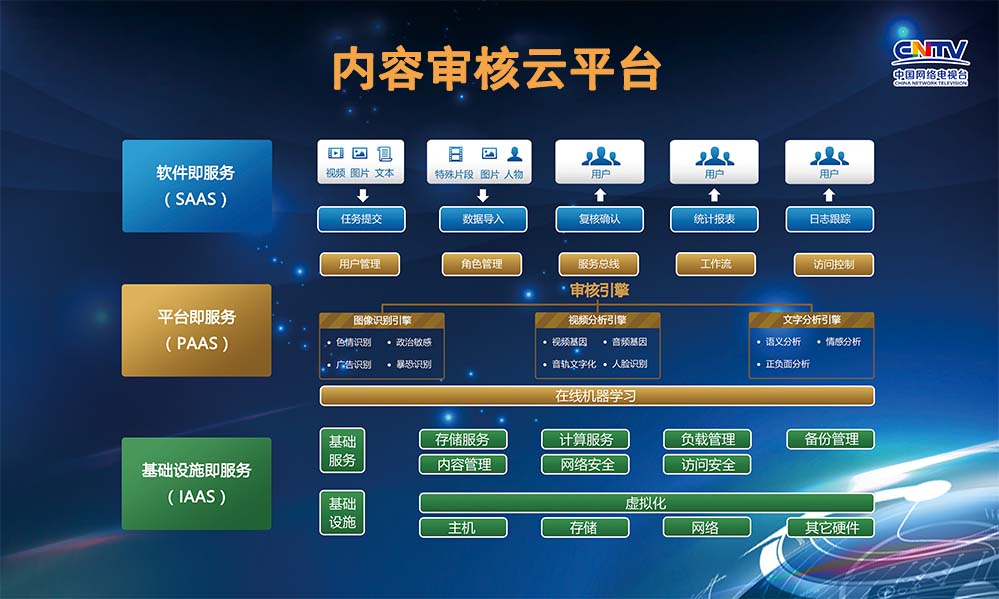 内容审核云平台
CNTV
中国网络电视台
CHINA NETWORK TELEVISION
软件即服务
（SAAS）
视频 图片 文本
特殊片段 图片 人物
用户
用户
用户
任务提交
数据导入
复核确认
统计报表
日志跟踪
用户管理
角色管理
服务总线
工作流
访问控制
平台即服务
（PAAS）
审核引擎
图像识别引擎
• 色情识别 • 政治敏感
• 广告识别 • 暴恐识别
视频分析引擎
• 视频基因 • 音频基因
• 音轨文字化 • 人脸识别
文字分析引擎
• 语义分析 • 情感分析
• 正负面分析
在线机器学习
基础设施即服务
（IAAS）
基础
服务
存储服务
计算服务
负载管理
备份管理
内容管理
网络安全
访问安全
基础
设施
虚拟化
主机
存储
网络
其它硬件